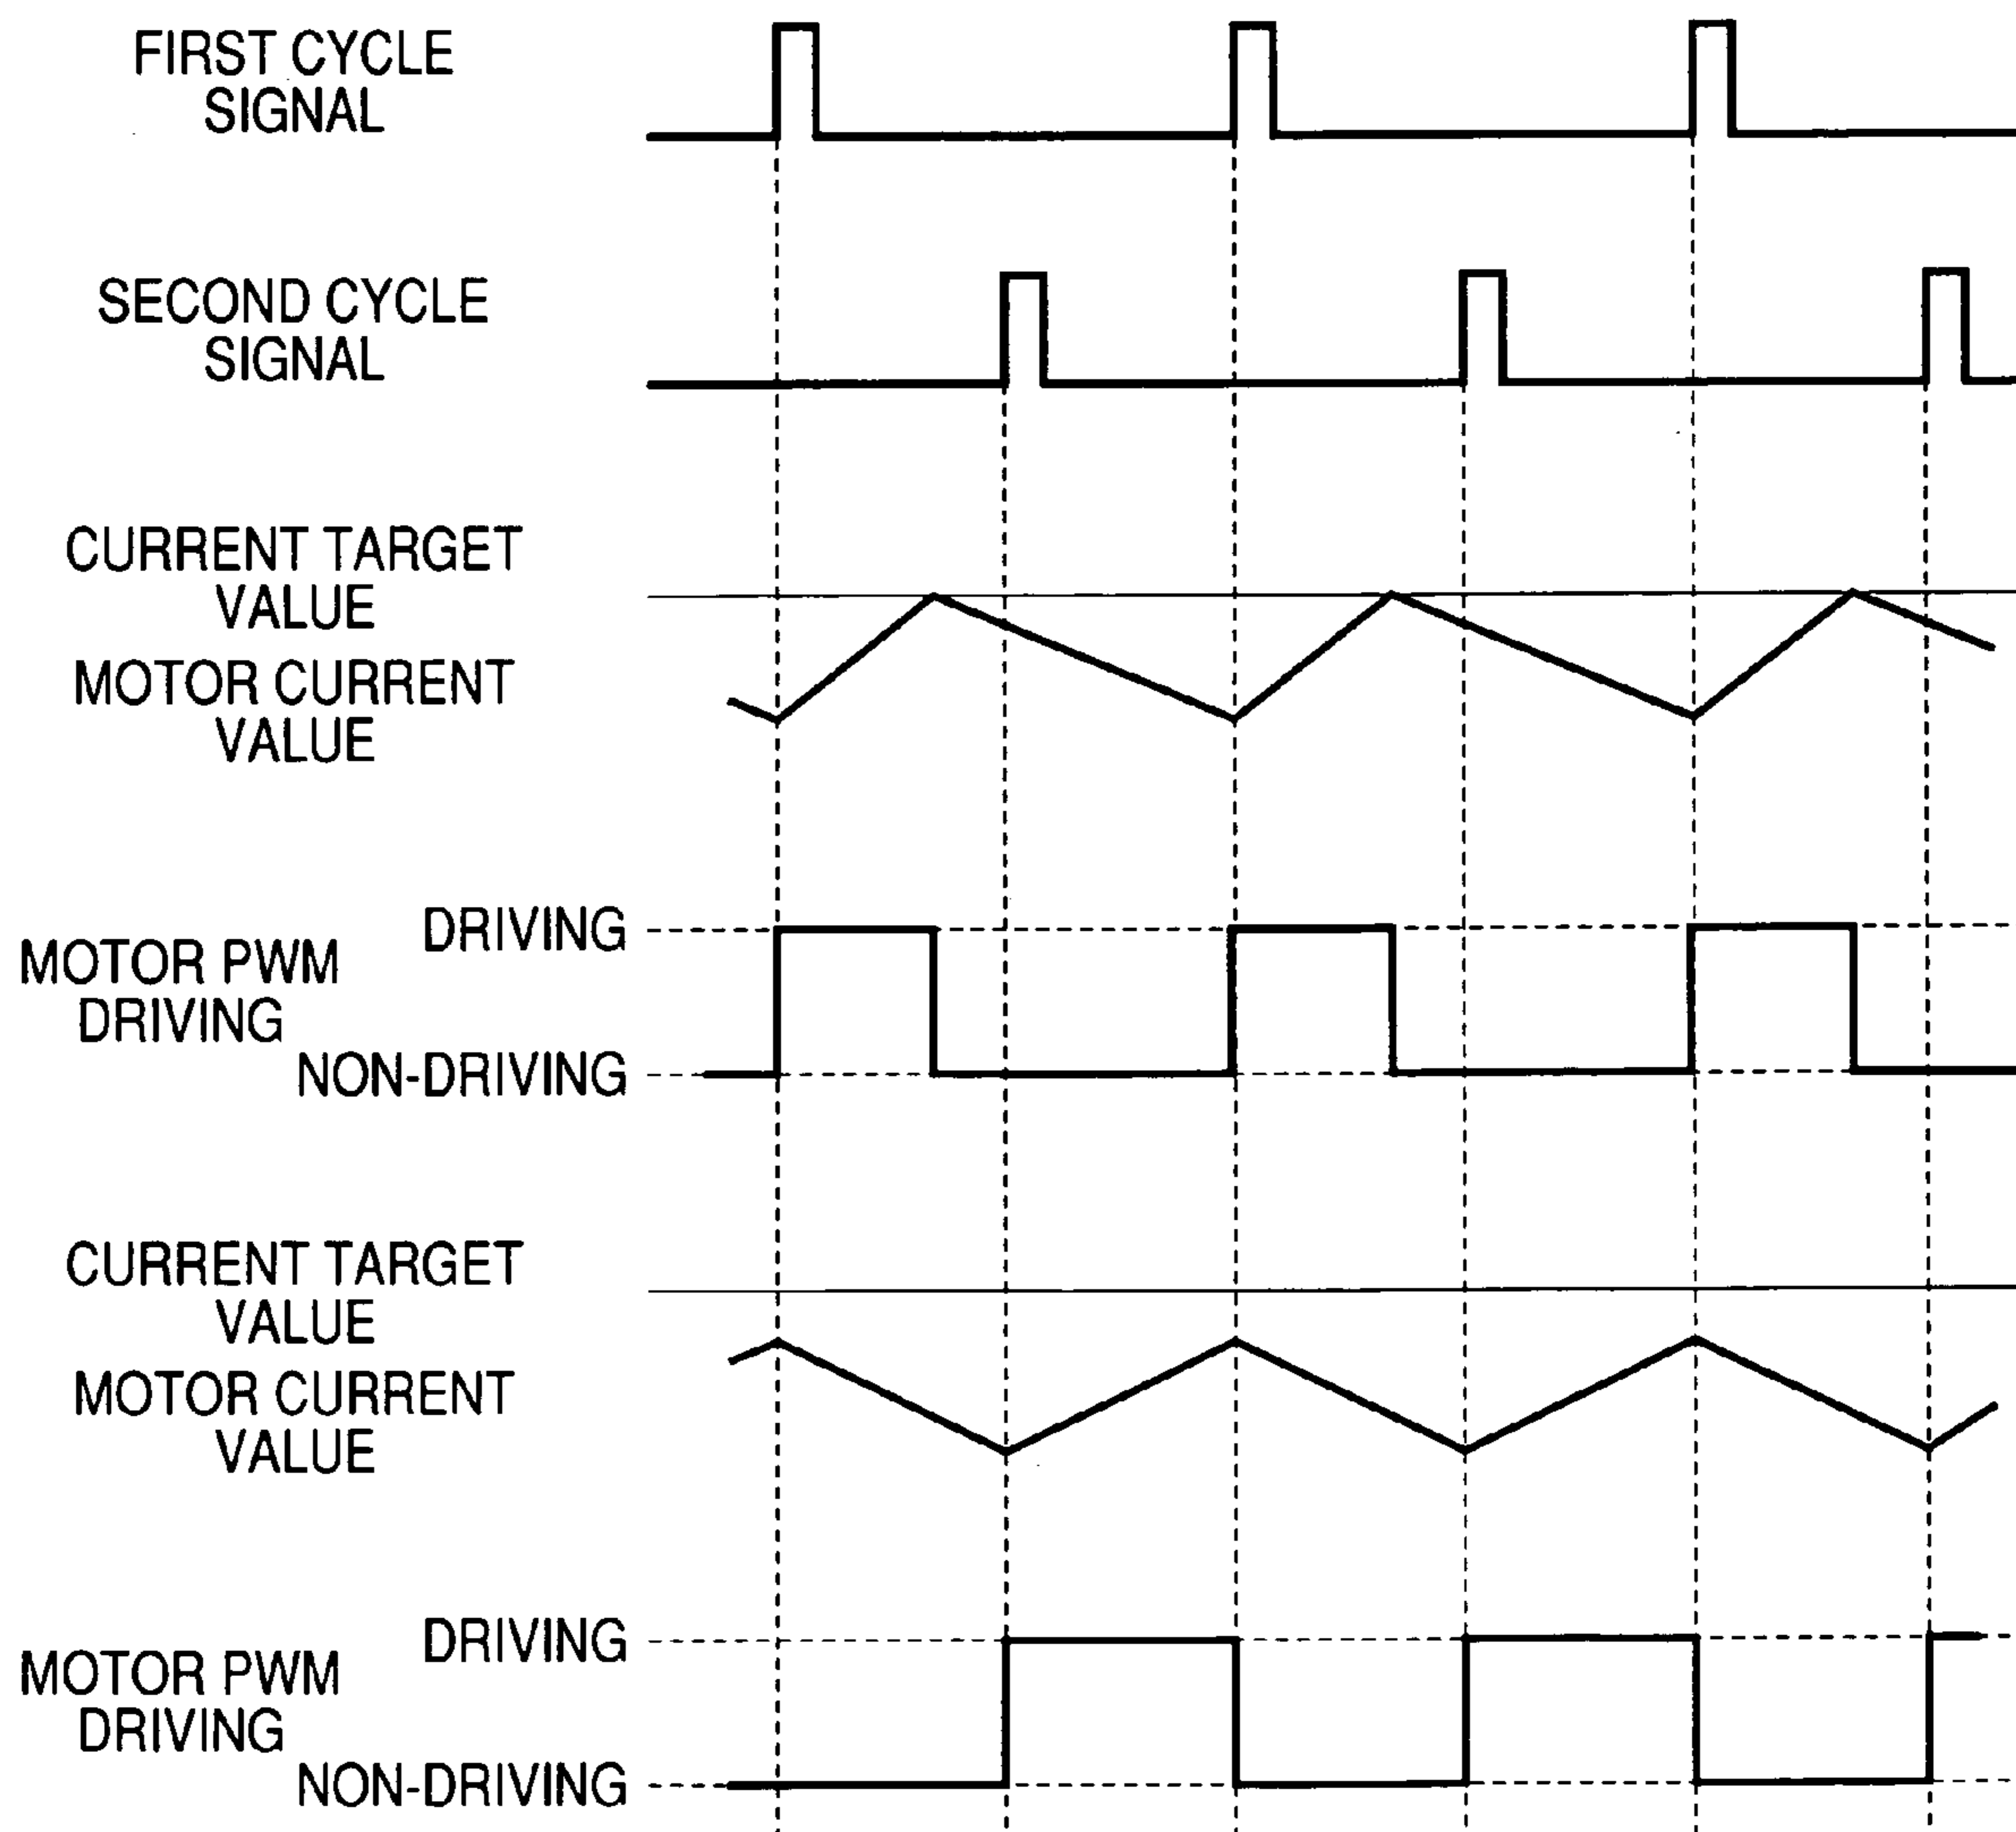 FIRST CYCLE
SIGNAL
SECOND CYCLE
SIGNAL
CURRENT TARGET
VALUE
MOTOR CURRENT
VALUE
DRIVING
MOTOR PWM
DRIVING
NON-DRIVING
CURRENT TARGET
VALUE
MOTOR CURRENT
VALUE
DRIVING
MOTOR PWM
DRIVING
NON-DRIVING